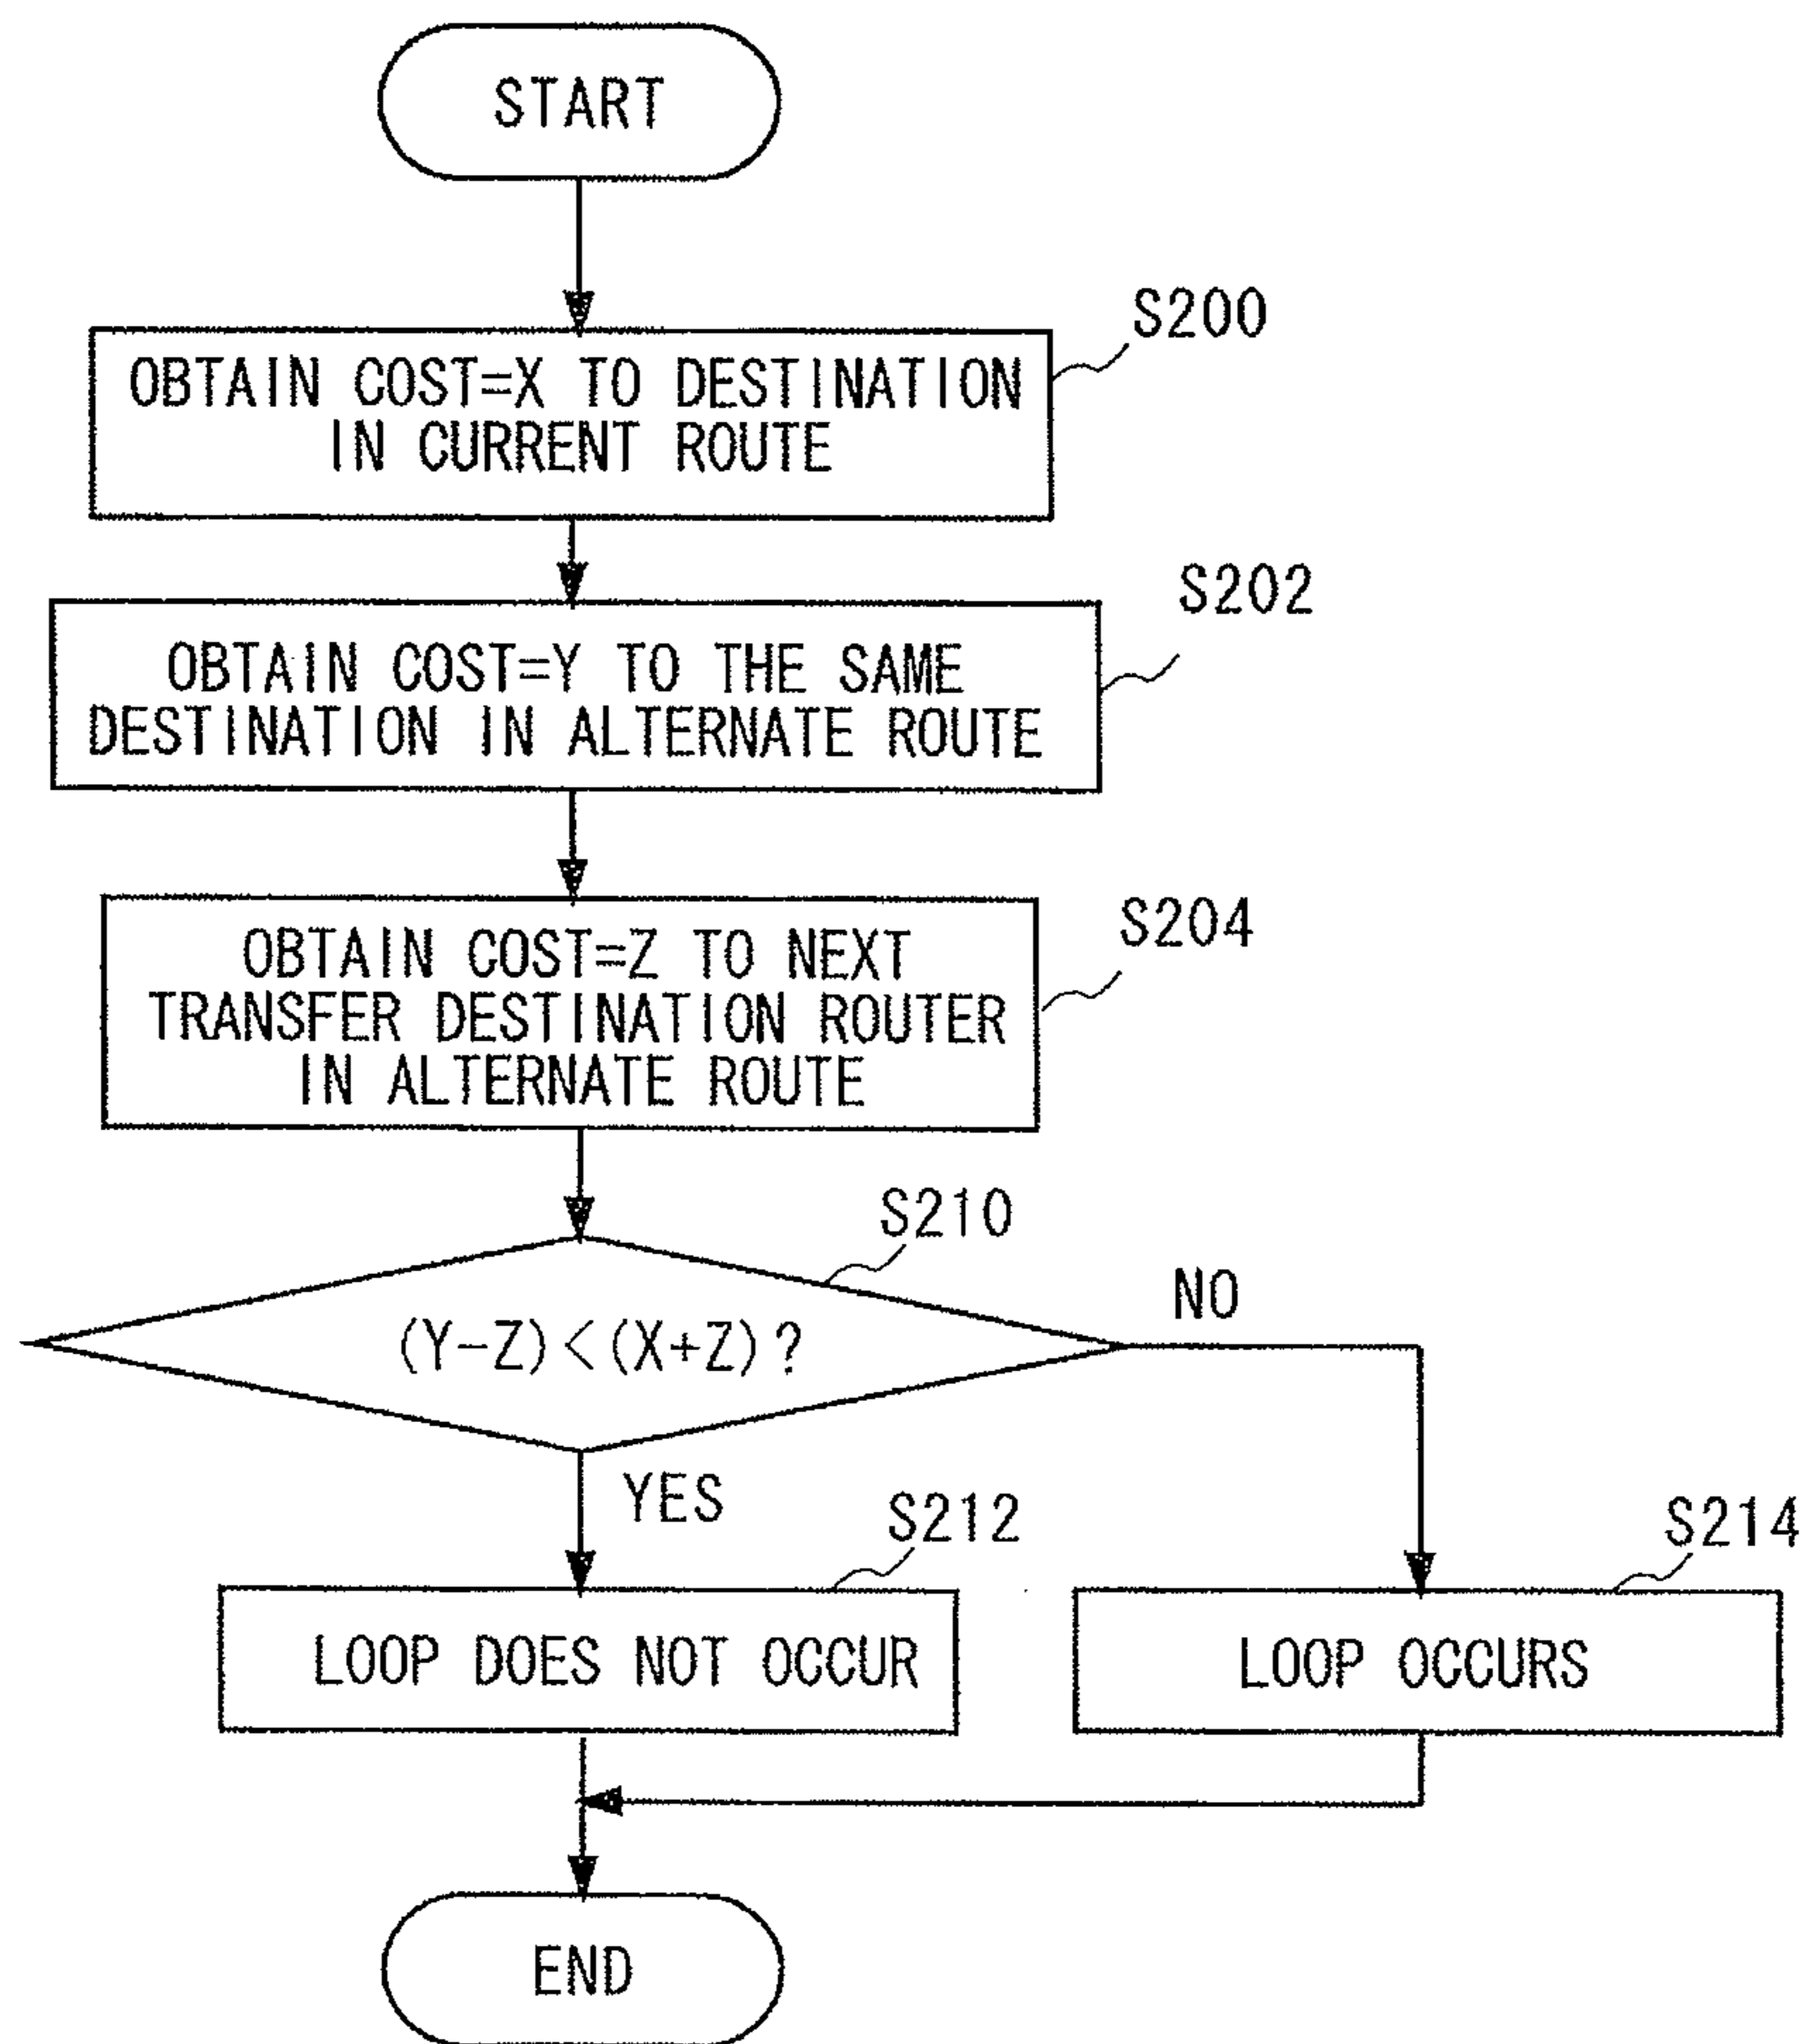 START
S200
OBTAIN COST=X TO DESTINATION
IN CURRENT ROUTE
S202
OBTAIN COST=Y TO THE SAME
DESTINATION IN ALTERNATE ROUTE
S204
OBTAIN COST=Z TO NEXT
TRANSFER DESTINATION ROUTER
IN ALTERNATE ROUTE
S210
(Y-Z)<(X+Z)?
NO
YES
S212
S214
LOOP DOES NOT OCCUR
LOOP OCCURS
END